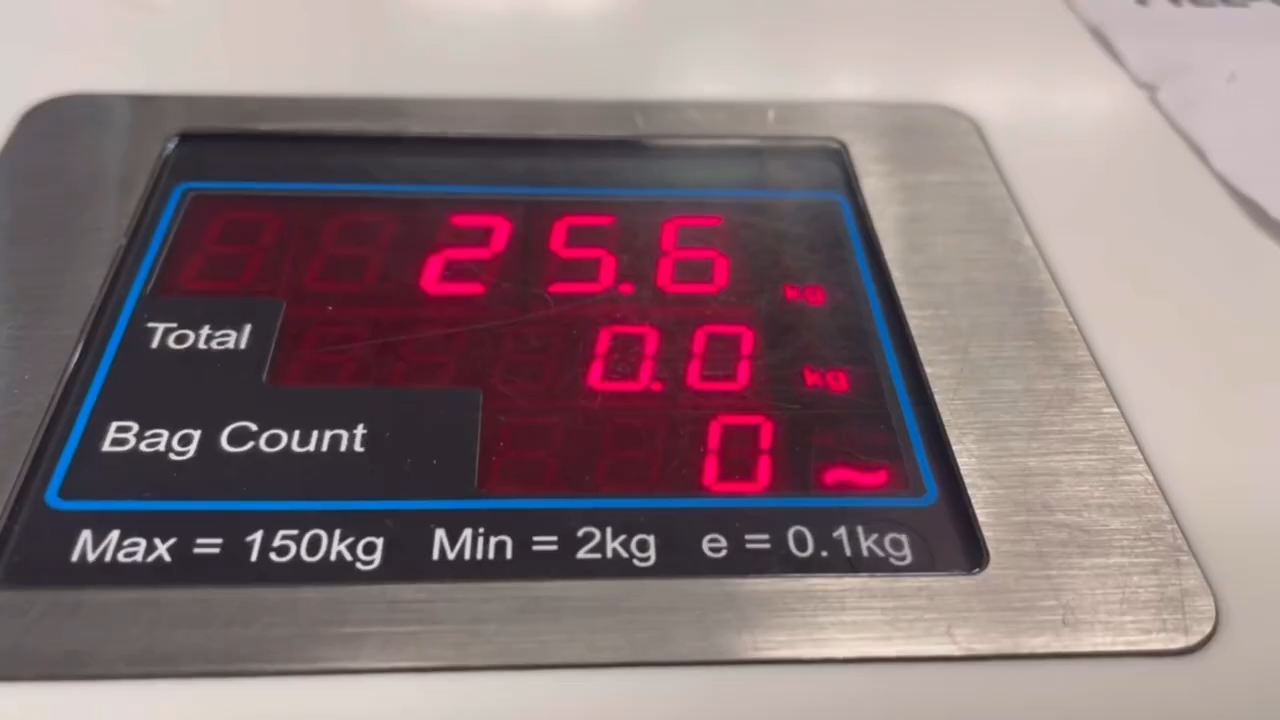 25.6 kg
Total 0.0 kg
Bag Count 0 ~
Max = 150kg Min = 2kg e = 0.1kg